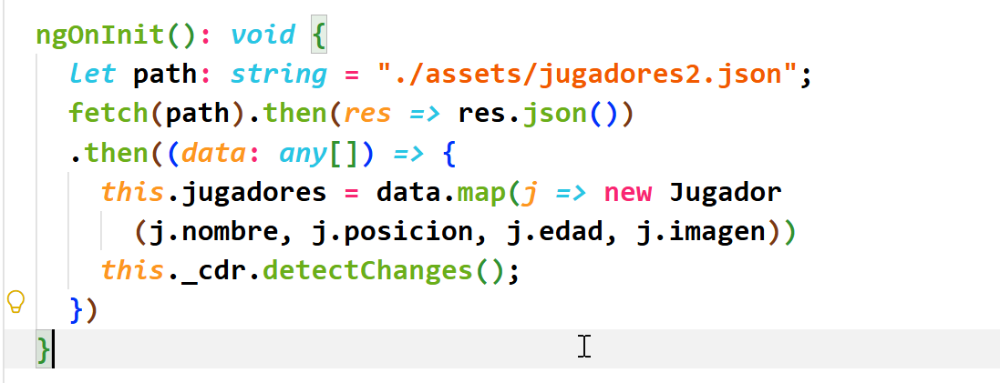 ngOnInit(): void {
let path: string = "./assets/jugadores2.json";
fetch(path).then(res => res.json())
.then((data: any[]) => {
this.jugadores = data.map(j => new Jugador
(j.nombre, j.posicion, j.edad, j.imagen))
this._cdr.detectChanges();
})
}